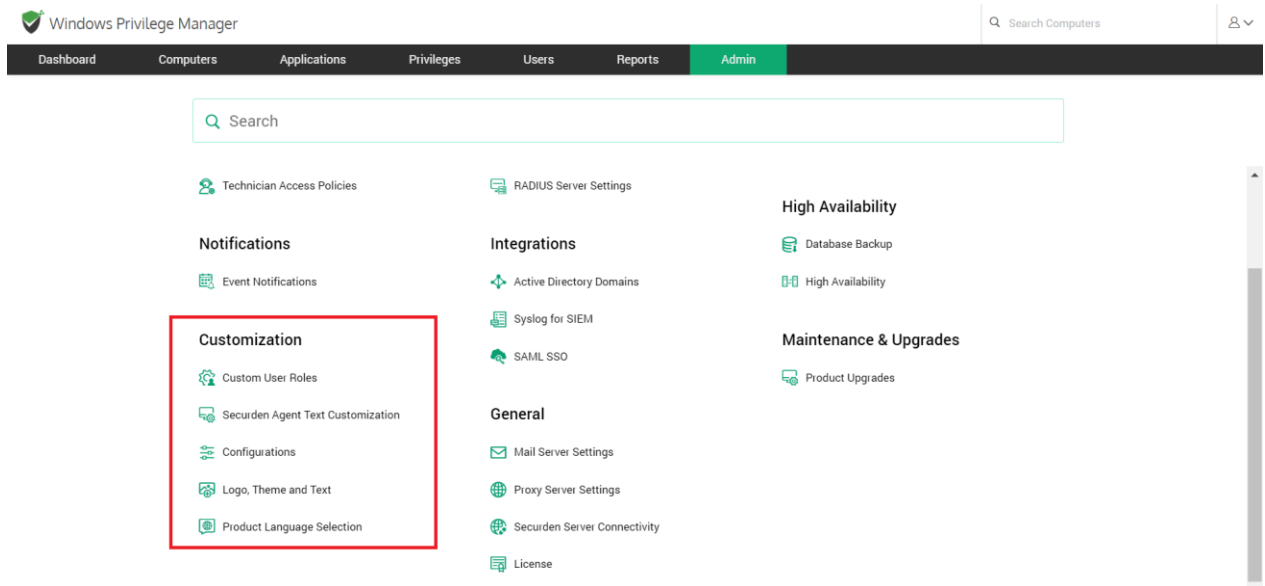 Windows Privilege Manager
Search Computers
Dashboard Computers Applications Privileges Users Reports Admin
Search
Technician Access Policies
Notifications
Event Notifications
Customization
Custom User Roles
Securden Agent Text Customization
Configurations
Logo, Theme and Text
Product Language Selection
RADIUS Server Settings
Integrations
Active Directory Domains
Syslog for SIEM
SAML SSO
General
Mail Server Settings
Proxy Server Settings
Securden Server Connectivity
License
High Availability
Database Backup
High Availability
Maintenance & Upgrades
Product Upgrades